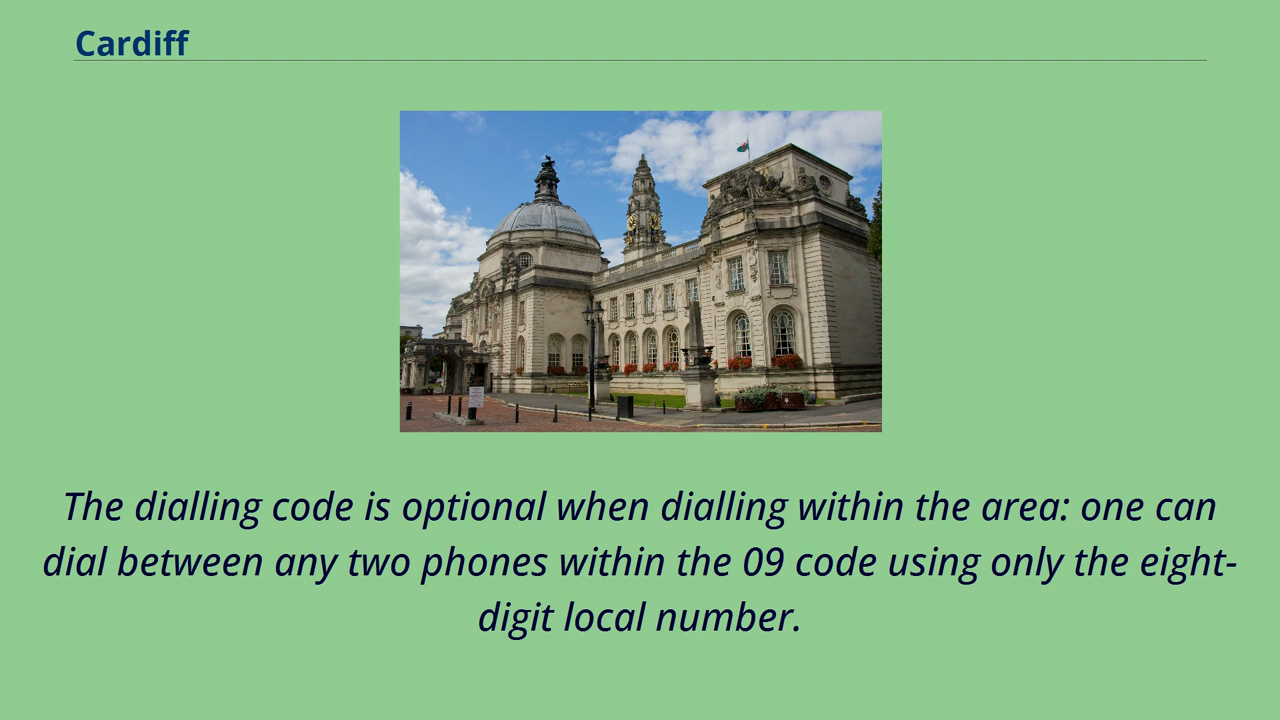 Cardiff
The dialling code is optional when dialling within the area: one can
dial between any two phones within the 09 code using only the eight-
digit local number.